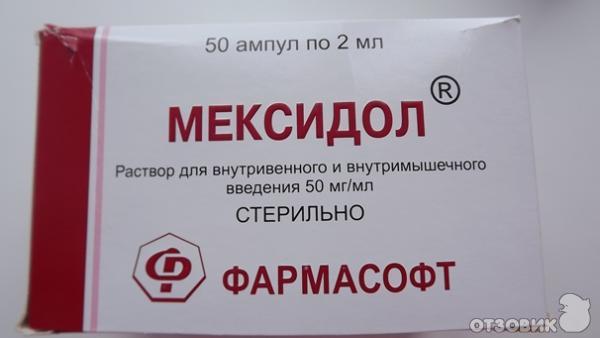 50 ампул по 2 мл
МЕКСИДОЛ®
Раствор для внутривенного и внутримышечного
введения 50 мг/мл
СТЕРИЛЬНО
ФАРМАСОФТ
ОТЗОВИК